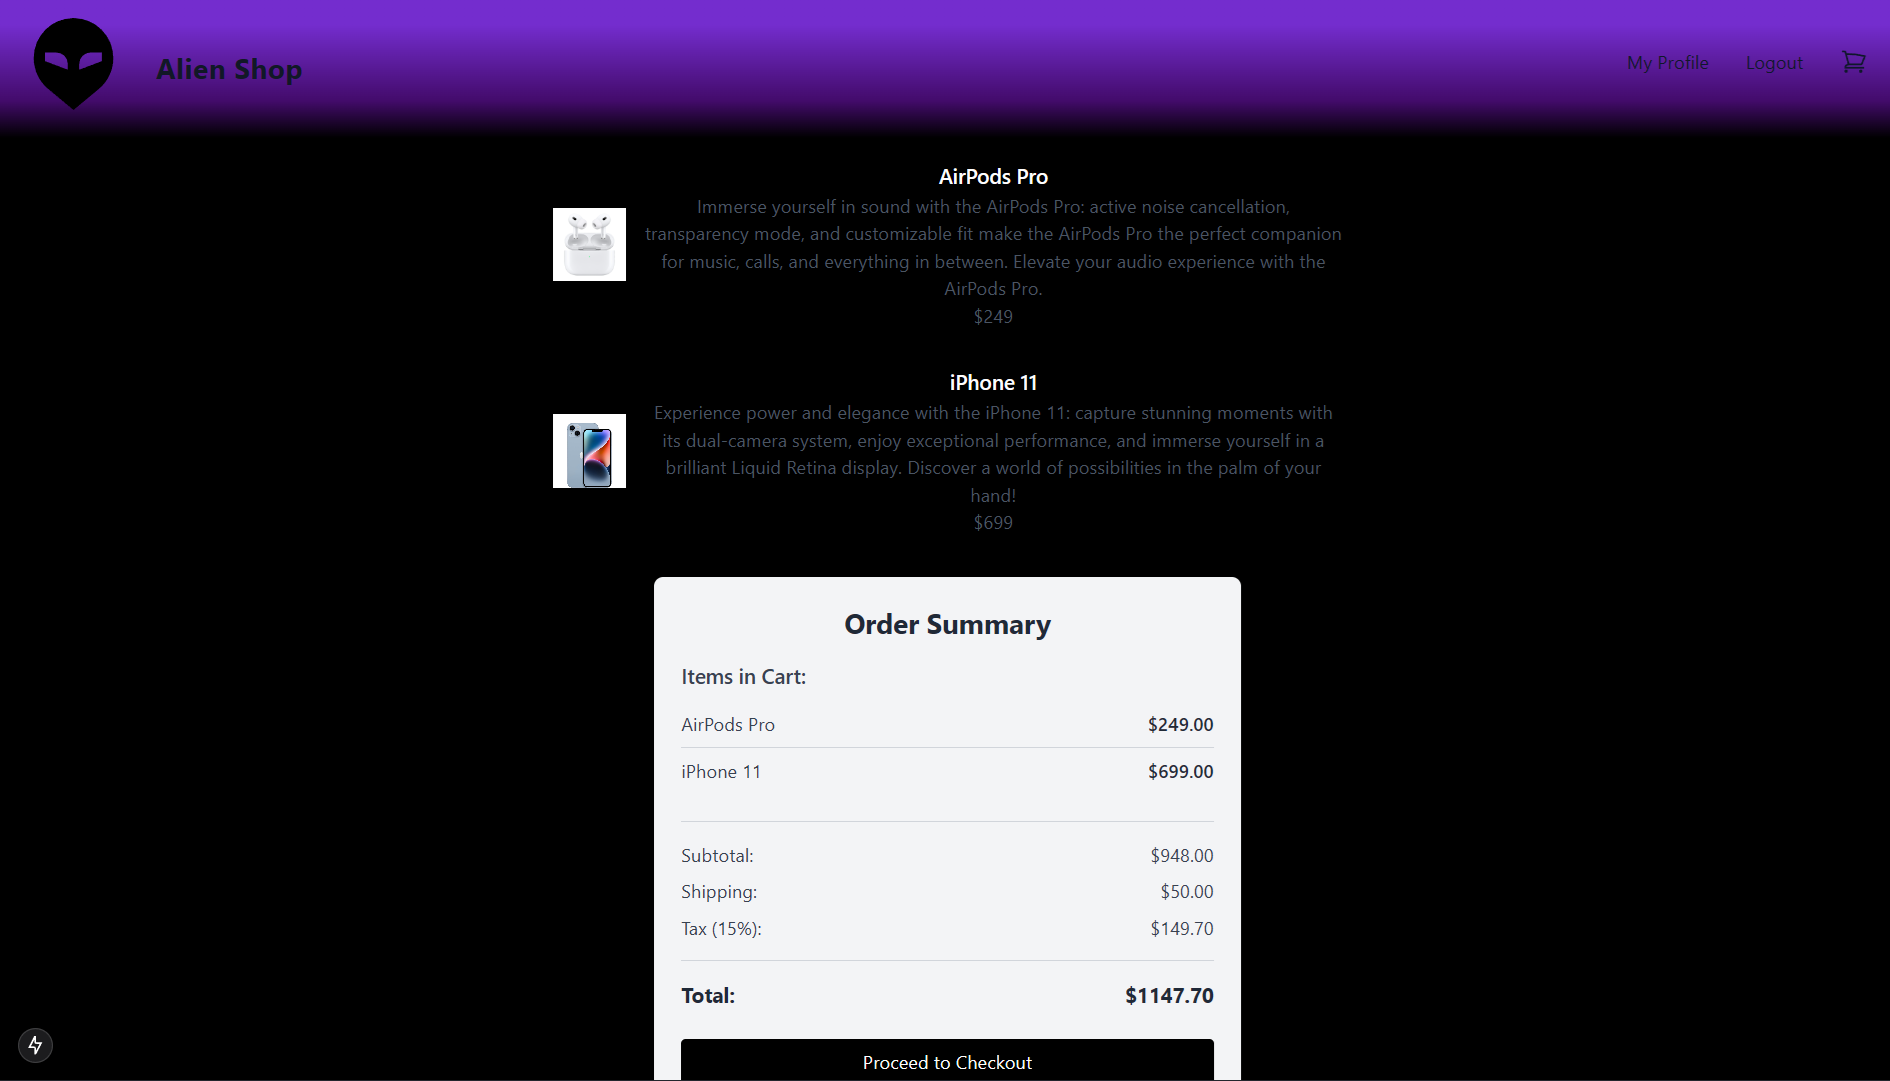 Alien Shop
My Profile
Logout
AirPods Pro
Immerse yourself in sound with the AirPods Pro: active noise cancellation,
transparency mode, and customizable fit make the AirPods Pro the perfect companion
for music, calls, and everything in between. Elevate your audio experience with the
AirPods Pro.
$249
iPhone 11
Experience power and elegance with the iPhone 11: capture stunning moments with
its dual-camera system, enjoy exceptional performance, and immerse yourself in a
brilliant Liquid Retina display. Discover a world of possibilities in the palm of your
hand!
$699
Order Summary
Items in Cart:
AirPods Pro $249.00
iPhone 11 $699.00
Subtotal: $948.00
Shipping: $50.00
Tax (15%): $149.70
Total: $1147.70
Proceed to Checkout